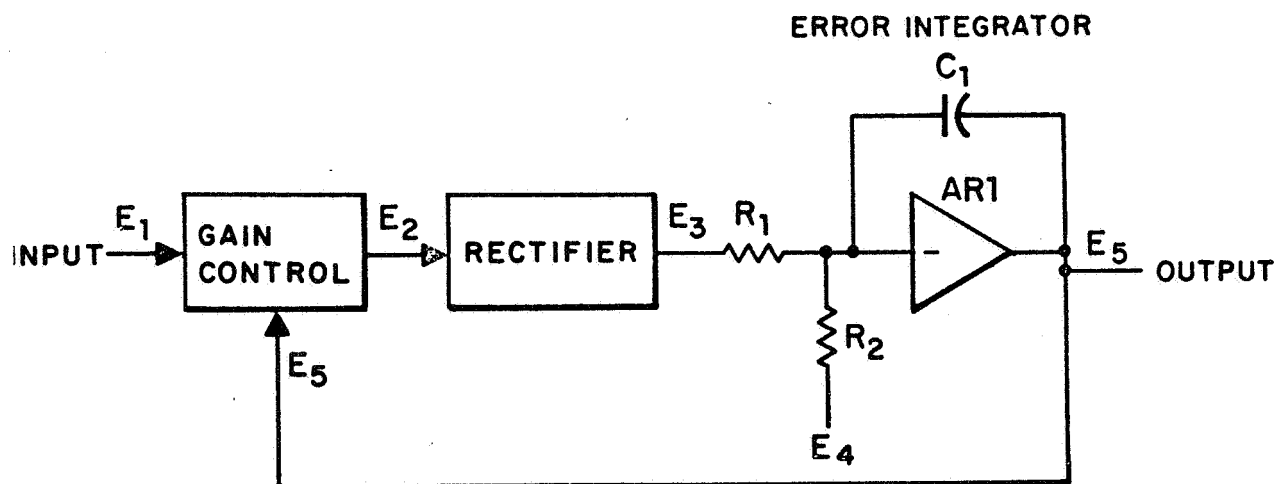 ERROR INTEGRATOR
C1
AR1
E1
GAIN
CONTROL
E2
RECTIFIER
E3
R1
−
E5
INPUT
OUTPUT
E5
R2
E4